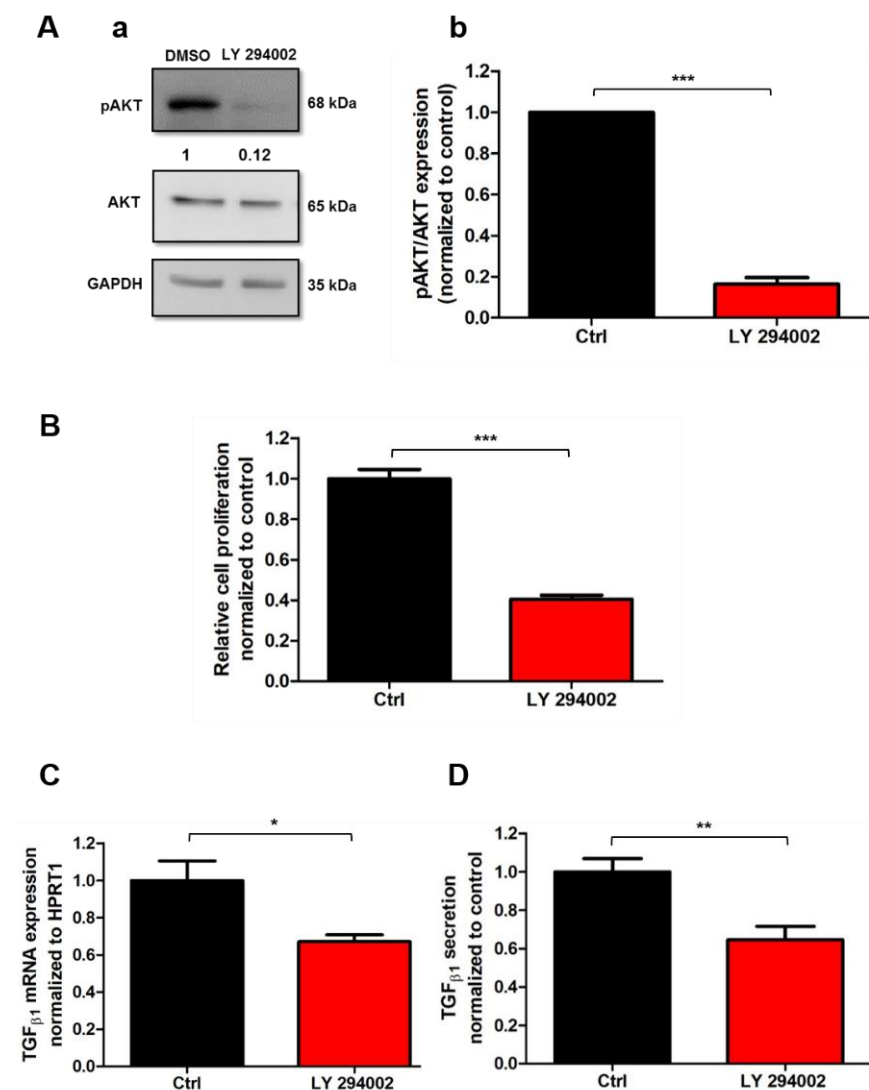 A
a
b
DMSO LY 294002
pAKT
68 kDa
1 0.12
AKT
65 kDa
GAPDH
35 kDa
pAKT/AKT expression
(normalized to control)
1.2
1.0
0.8
0.6
0.4
0.2
0.0
***
Ctrl
LY 294002
B
Relative cell proliferation
normalized to control
1.2
1.0
0.8
0.6
0.4
0.2
0.0
***
Ctrl
LY 294002
C
TGFβ1 mRNA expression
normalized to HPRT1
1.2
1.0
0.8
0.6
0.4
0.2
0.0
*
Ctrl
LY 294002
D
TGFβ1 secretion
normalized to control
1.2
1.0
0.8
0.6
0.4
0.2
0.0
**
Ctrl
LY 294002